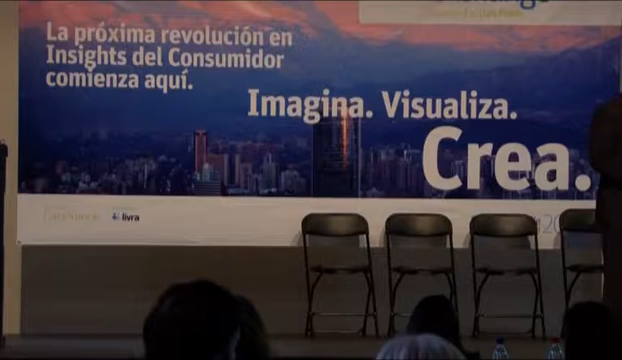 La próxima revolución en
Insights del Consumidor
comienza aquí.
Imagina. Visualiza.
Crea.
livra